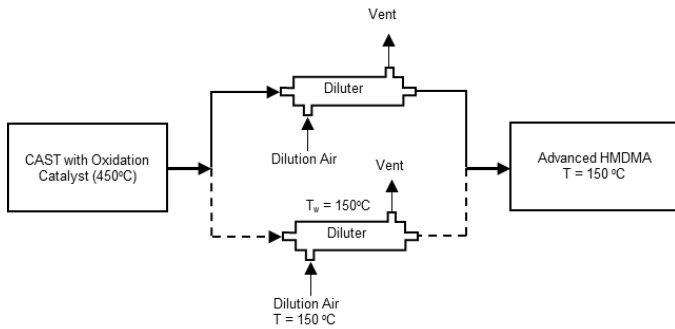 Vent
Diluter
Dilution Air
CAST with Oxidation
Catalyst (450ºC)
Advanced HMDMA
T = 150 ºC
Vent
Tw = 150ºC
Diluter
Dilution Air
T = 150 ºC